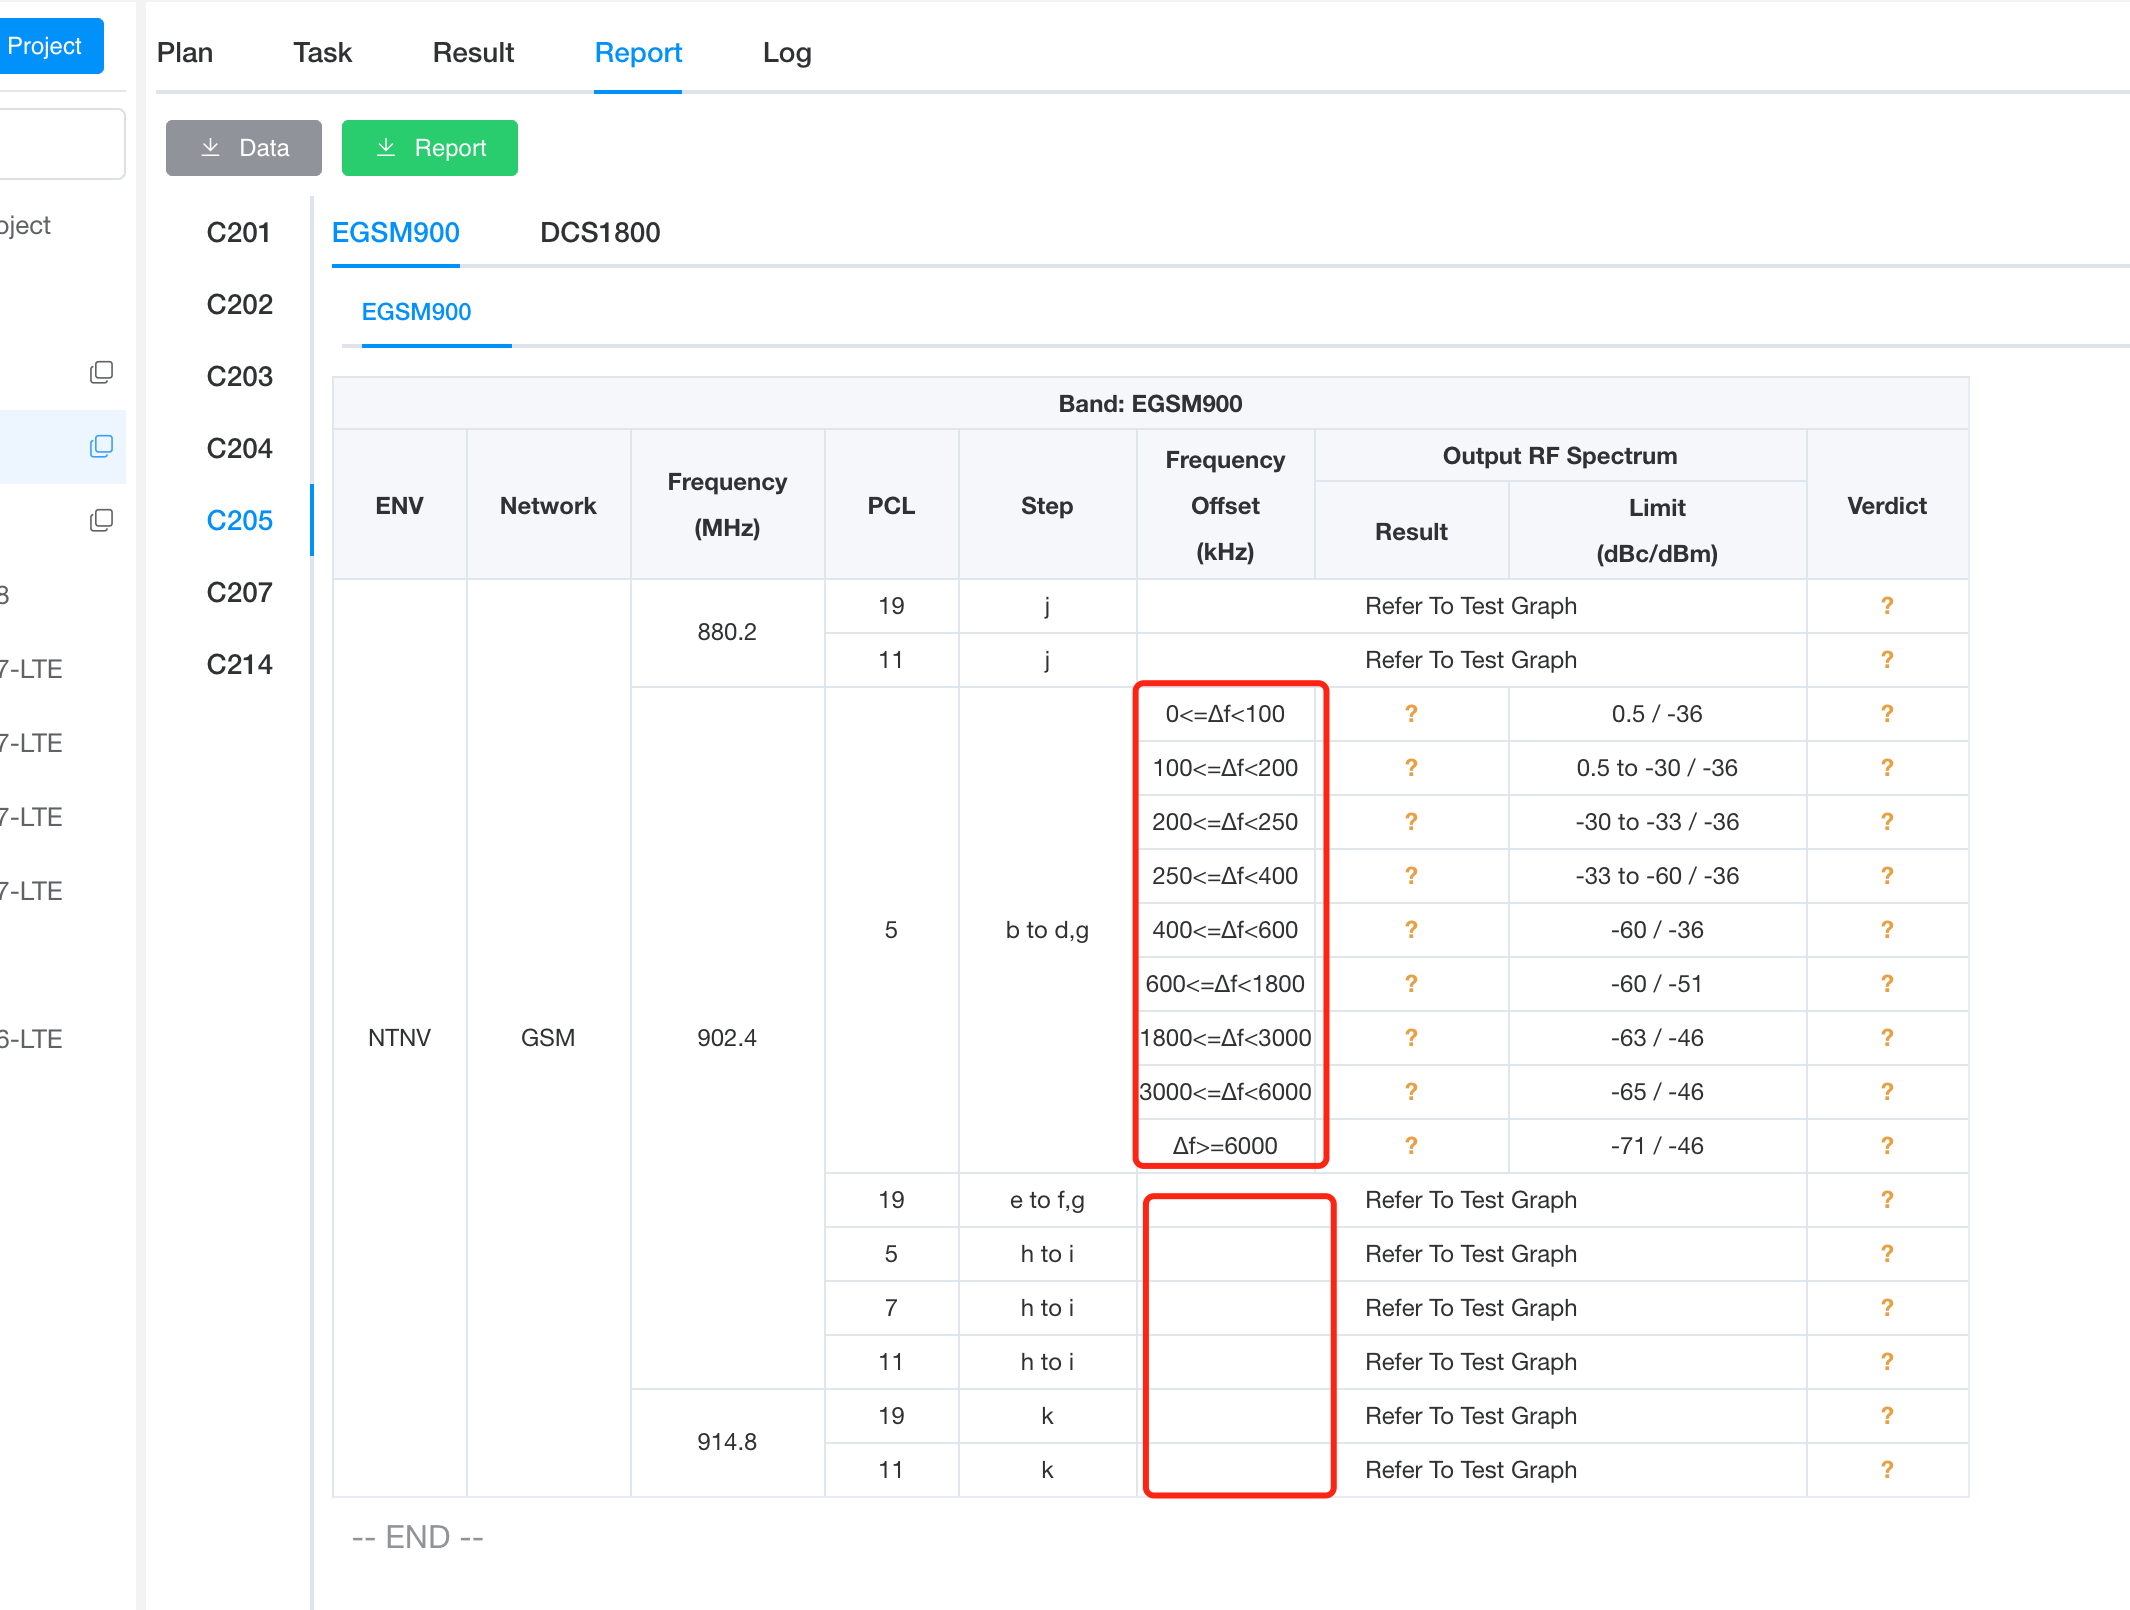 Project
Plan Task Result Report Log
Data Report
oject
8
7-LTE
7-LTE
7-LTE
7-LTE
6-LTE
C201
C202
C203
C204
C205
C207
C214
EGSM900 DCS1800
EGSM900
Band: EGSM900
ENV Network Frequency (MHz) PCL Step Frequency Offset (kHz) Output RF Spectrum Verdict
Result Limit (dBc/dBm)
NTNV GSM 880.2 19 j Refer To Test Graph ?
11 j Refer To Test Graph ?
902.4 5 b to d,g 0<=Δf<100 ? 0.5 / -36 ?
100<=Δf<200 ? 0.5 to -30 / -36 ?
200<=Δf<250 ? -30 to -33 / -36 ?
250<=Δf<400 ? -33 to -60 / -36 ?
400<=Δf<600 ? -60 / -36 ?
600<=Δf<1800 ? -60 / -51 ?
1800<=Δf<3000 ? -63 / -46 ?
3000<=Δf<6000 ? -65 / -46 ?
Δf>=6000 ? -71 / -46 ?
19 e to f,g Refer To Test Graph ?
5 h to i Refer To Test Graph ?
7 h to i Refer To Test Graph ?
11 h to i Refer To Test Graph ?
914.8 19 k Refer To Test Graph ?
11 k Refer To Test Graph ?
-- END --